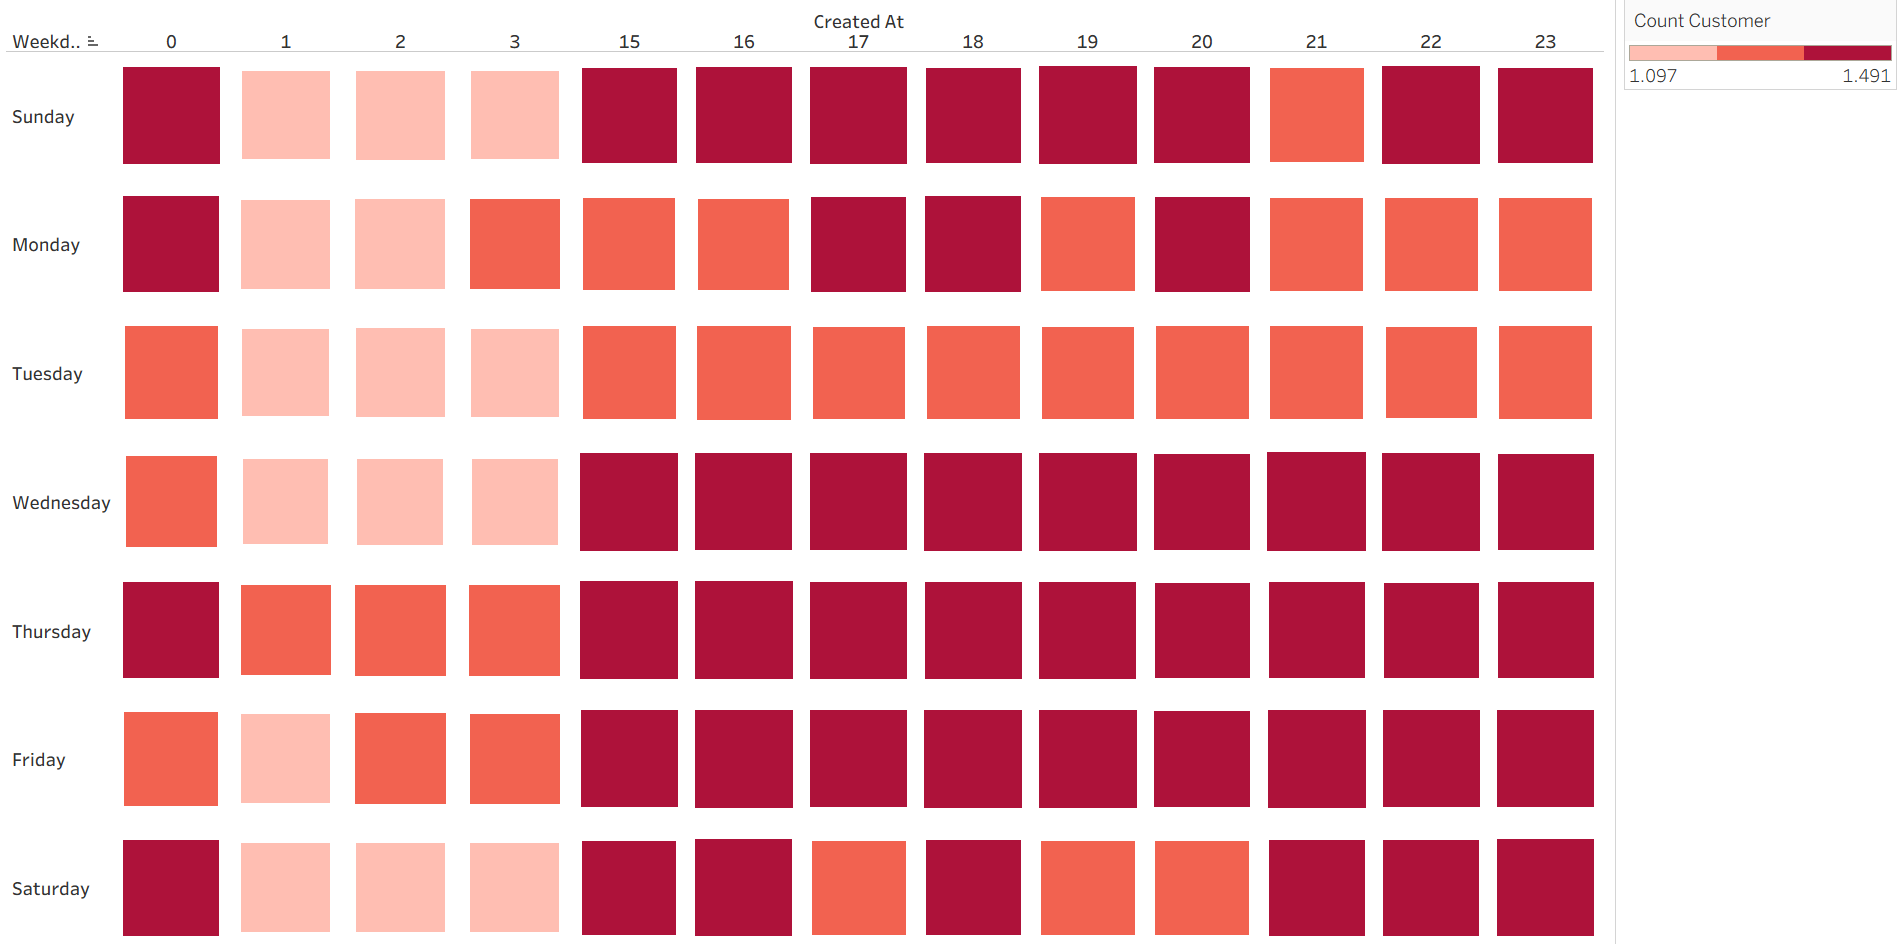 Created At
Weekd.. 0 1 2 3 15 16 17 18 19 20 21 22 23
Sunday
Monday
Tuesday
Wednesday
Thursday
Friday
Saturday
Count Customer
1.097 1.491